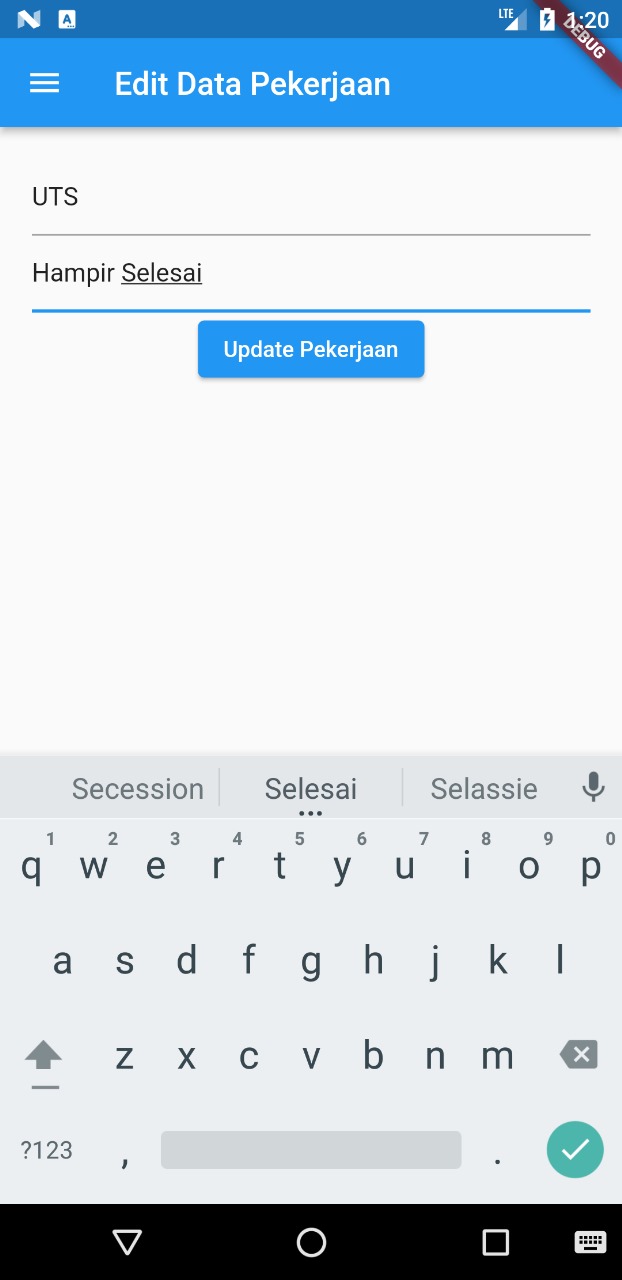 LTE 1:20
DEBUG
Edit Data Pekerjaan
UTS
Hampir Selesai
Update Pekerjaan
Secession Selesai Selassie
1 2 3 4 5 6 7 8 9 0
q w e r t y u i o p
a s d f g h j k l
z x c v b n m
?123 , .